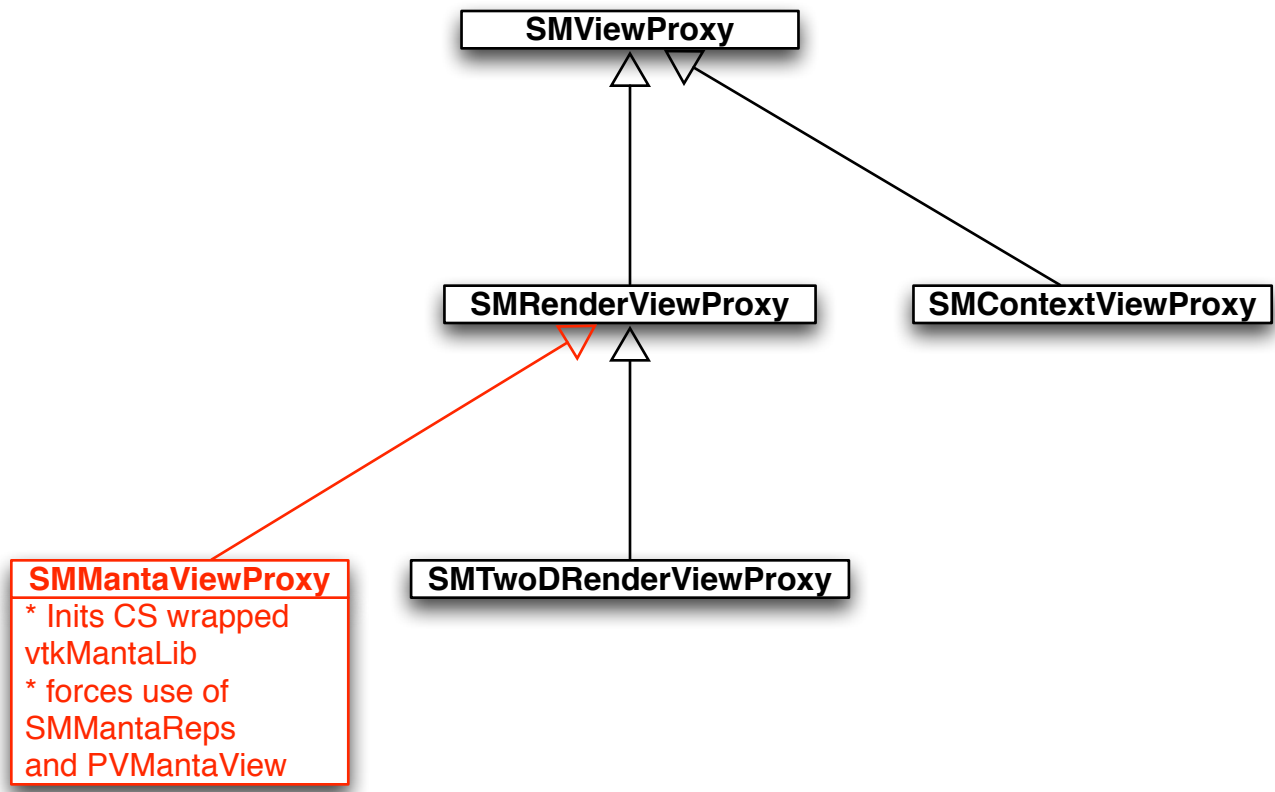 SMViewProxy
SMRenderViewProxy
SMContextViewProxy
SMMantaViewProxy
* Inits CS wrapped
vtkMantaLib
* forces use of
SMMantaReps
and PVMantaView
SMTwoDRenderViewProxy